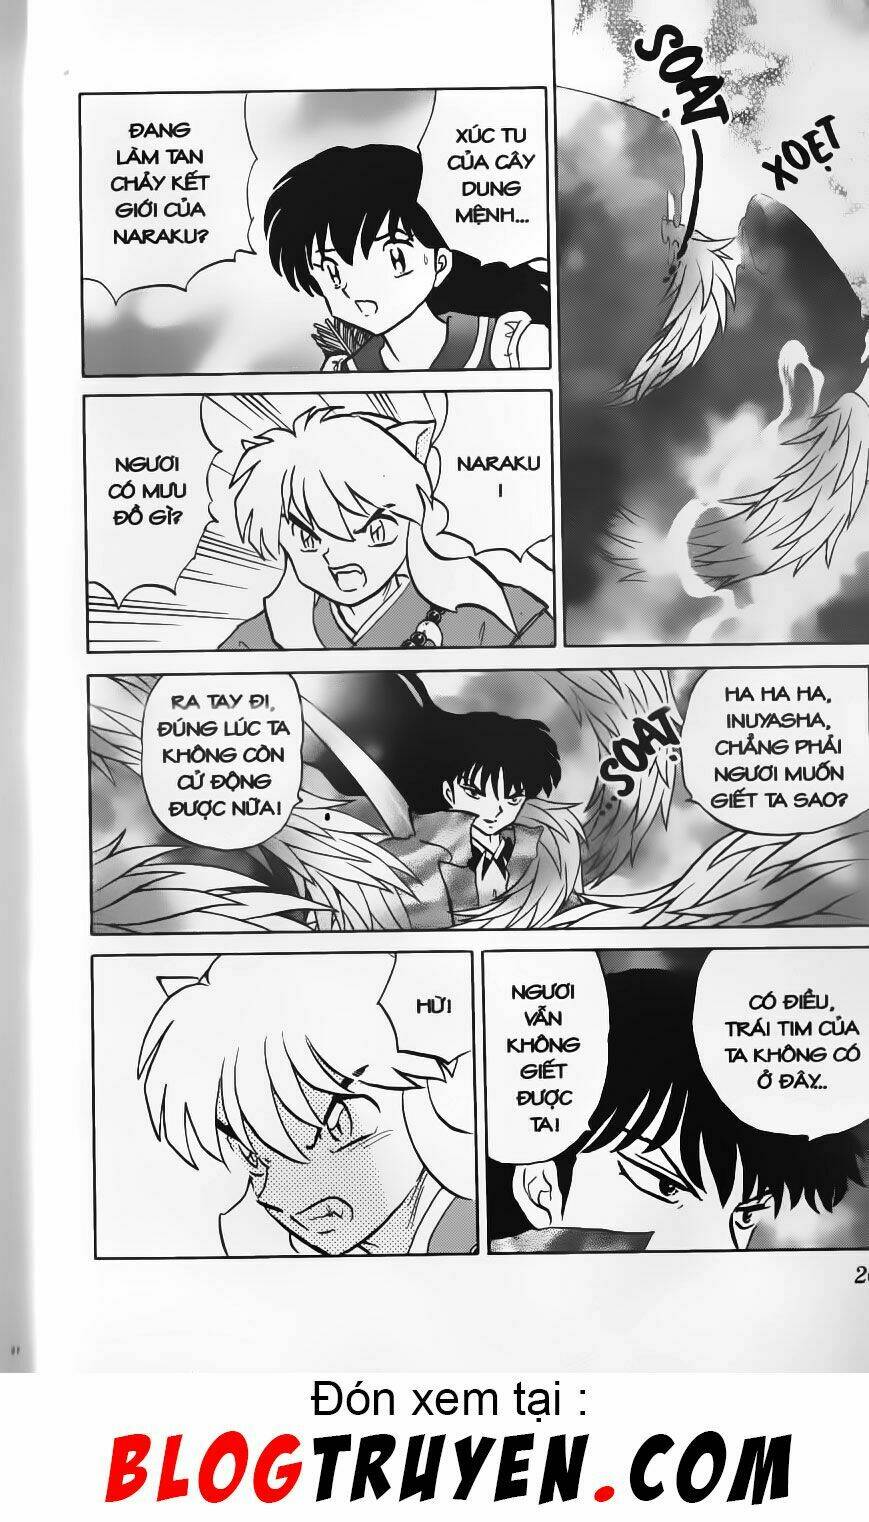 SOẠT
XOẸT
XÚC TU
CỦA CÂY
DUNG
MỆNH...
ĐANG
LÀM TAN
CHẢY KẾT
GIỚI CỦA
NARAKU?
NARAKU
!
NGƯƠI
CÓ MƯU
ĐỒ GÌ?
HA HA HA,
INUYASHA,
CHẲNG PHẢI
NGƯƠI MUỐN
GIẾT TA SAO?
...SOẠT
RA TAY ĐI,
ĐÚNG LÚC TA
KHÔNG CÒN
CỬ ĐỘNG
ĐƯỢC NỮA!
CÓ ĐIỀU,
TRÁI TIM CỦA
TA KHÔNG CÓ
Ở ĐÂY...
NGƯƠI
VẪN
KHÔNG
GIẾT
ĐƯỢC
TA!
HỪ!
Đón xem tại :
BLOGTRUYEN.COM